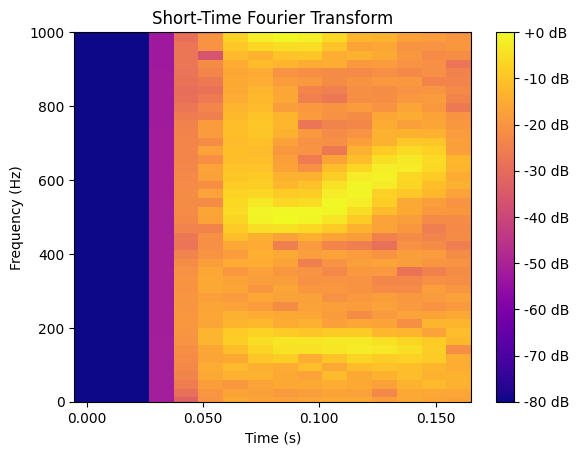 Short-Time Fourier Transform
1000
800
600
400
200
0
Frequency (Hz)
0.000
0.050
0.100
0.150
Time (s)
+0 dB
-10 dB
-20 dB
-30 dB
-40 dB
-50 dB
-60 dB
-70 dB
-80 dB